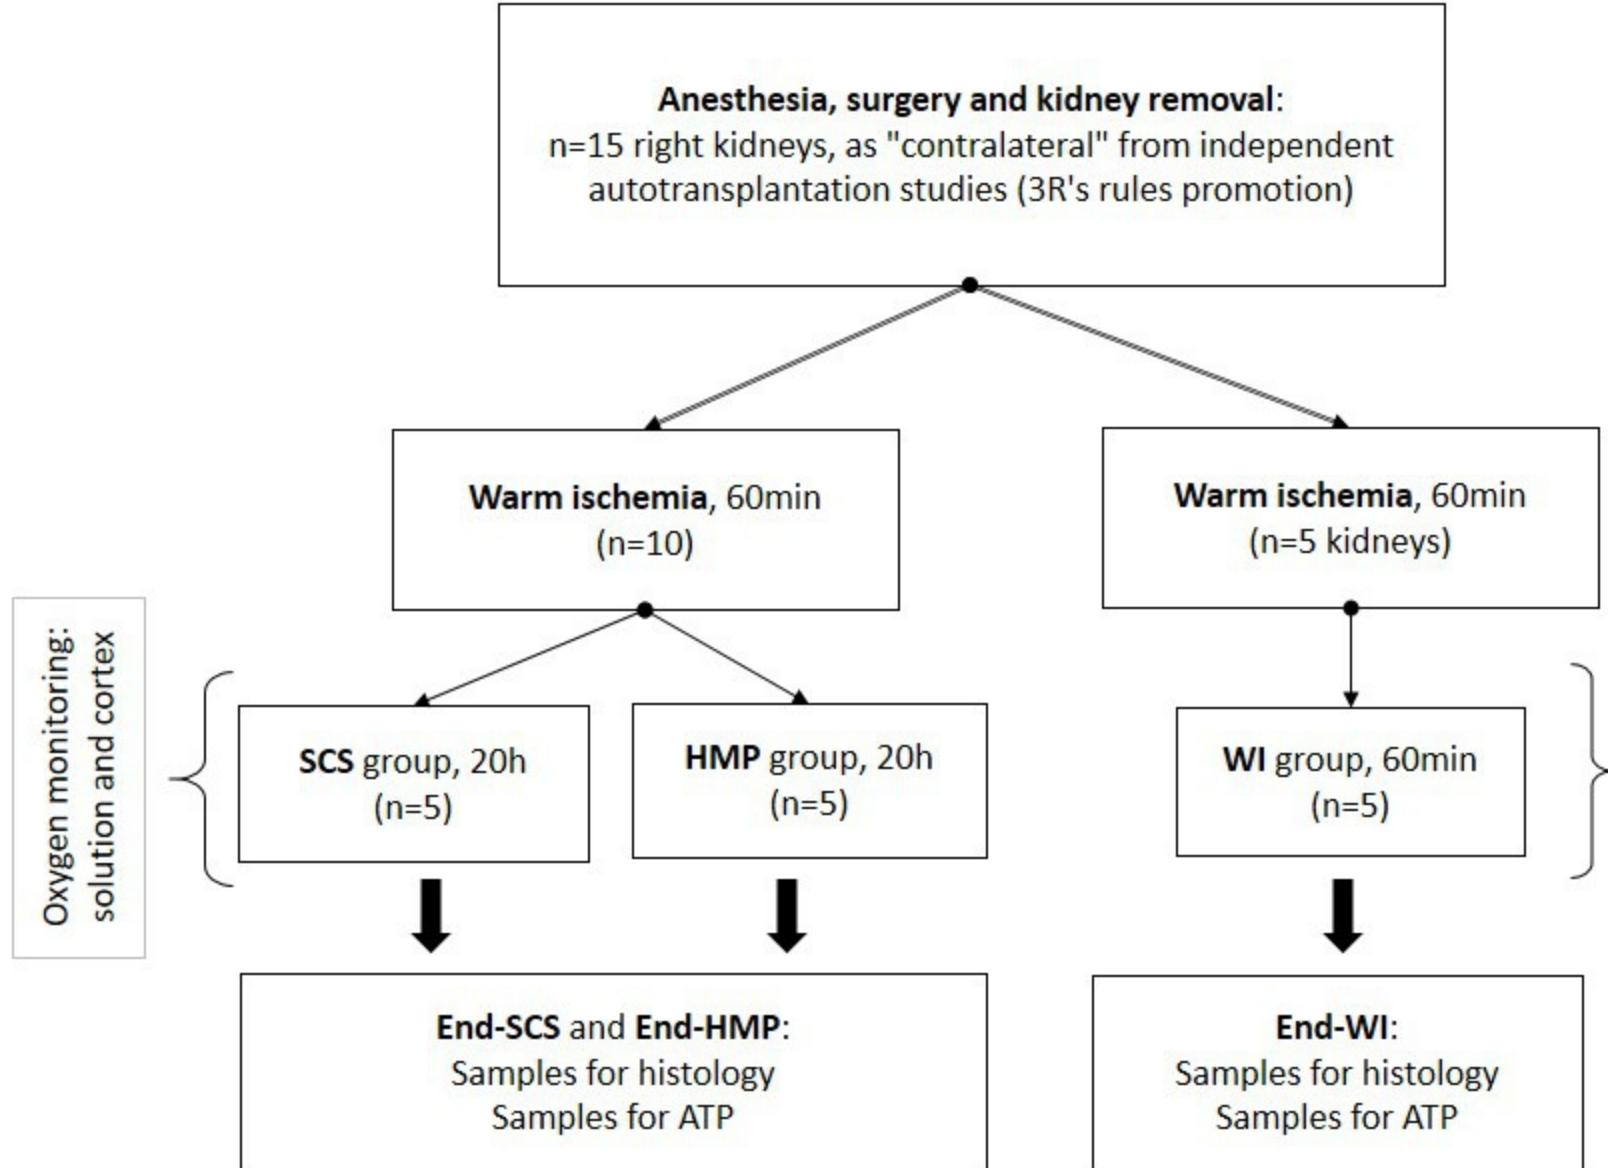 Anesthesia, surgery and kidney removal:
n=15 right kidneys, as "contralateral" from independent
autotransplantation studies (3R's rules promotion)
Warm ischemia, 60min
(n=10)
Warm ischemia, 60min
(n=5 kidneys)
Oxygen monitoring:
solution and cortex
SCS group, 20h
(n=5)
HMP group, 20h
(n=5)
WI group, 60min
(n=5)
End-SCS and End-HMP:
Samples for histology
Samples for ATP
End-WI:
Samples for histology
Samples for ATP